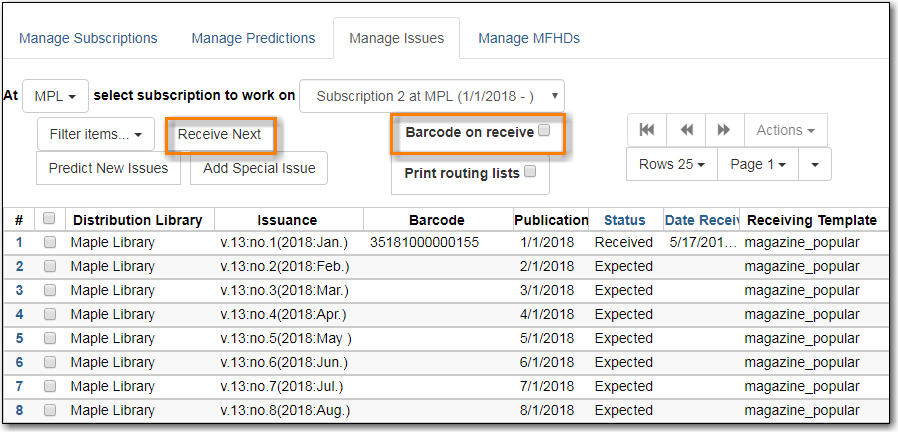 Manage Subscriptions Manage Predictions Manage Issues Manage MFHDs
At MPL select subscription to work on Subscription 2 at MPL (1/1/2018 - )
Filter items... Receive Next Barcode on receive Actions
Predict New Issues Add Special Issue Print routing lists Rows 25 Page 1
# Distribution Library Issuance Barcode Publication Status Date Receiv Receiving Template
1 Maple Library v.13:no.1(2018:Jan.) 35181000000155 1/1/2018 Received 5/17/201... magazine_popular
2 Maple Library v.13:no.2(2018:Feb.) 2/1/2018 Expected magazine_popular
3 Maple Library v.13:no.3(2018:Mar.) 3/1/2018 Expected magazine_popular
4 Maple Library v.13:no.4(2018:Apr.) 4/1/2018 Expected magazine_popular
5 Maple Library v.13:no.5(2018:May ) 5/1/2018 Expected magazine_popular
6 Maple Library v.13:no.6(2018:Jun.) 6/1/2018 Expected magazine_popular
7 Maple Library v.13:no.7(2018:Jul.) 7/1/2018 Expected magazine_popular
8 Maple Library v.13:no.8(2018:Aug.) 8/1/2018 Expected magazine_popular